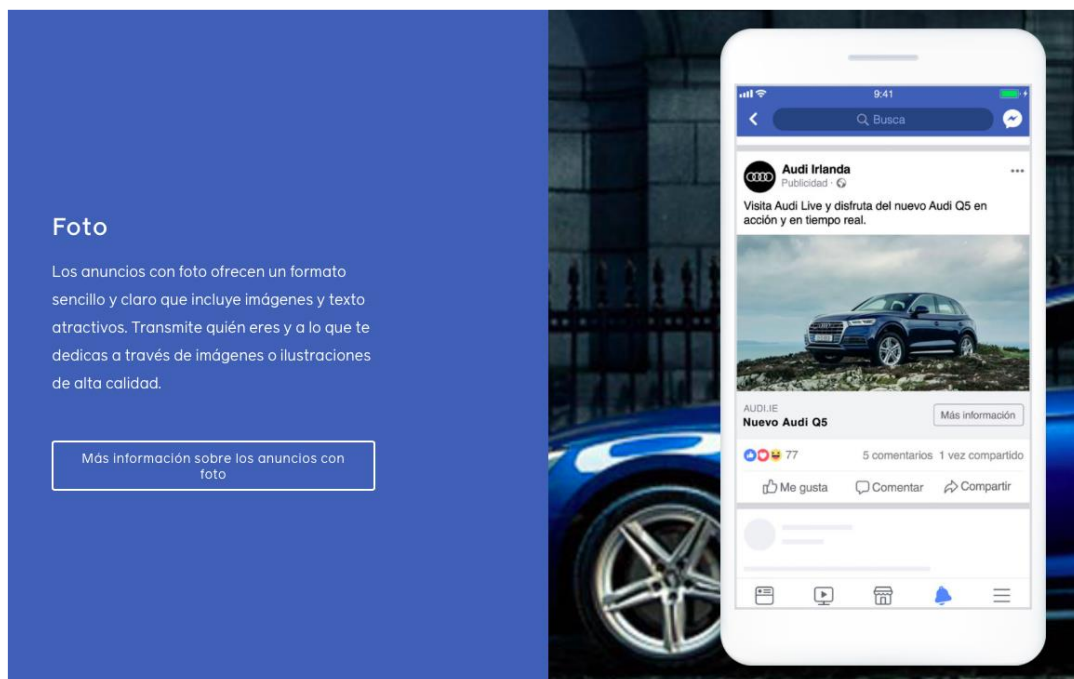 Foto
Los anuncios con foto ofrecen un formato
sencillo y claro que incluye imágenes y texto
atractivos. Transmite quién eres y a lo que te
dedicas a través de imágenes o ilustraciones
de alta calidad.
Más información sobre los anuncios con
foto
9:41
Busca
Audi Irlanda
Publicidad ·
Visita Audi Live y disfruta del nuevo Audi Q5 en
acción y en tiempo real.
AUDI.IE
Nuevo Audi Q5
Más información
77
5 comentarios 1 vez compartido
Me gusta
Comentar
Compartir